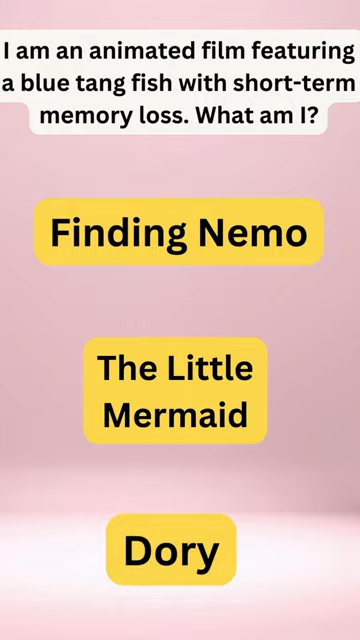 I am an animated film featuring
a blue tang fish with short-term
memory loss. What am I?
Finding Nemo
The Little
Mermaid
Dory